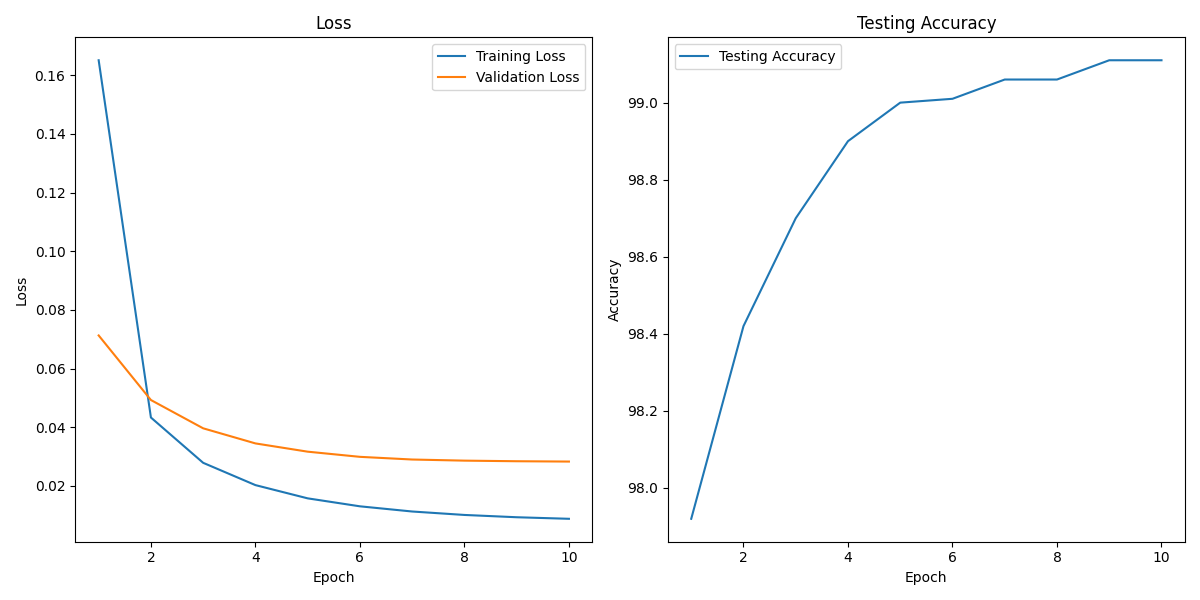 Loss
Training Loss
Validation Loss
0.16
0.14
0.12
0.10
0.08
0.06
0.04
0.02
Loss
2 4 6 8 10
Epoch
Testing Accuracy
Testing Accuracy
99.0
98.8
98.6
98.4
98.2
98.0
Accuracy
2 4 6 8 10
Epoch